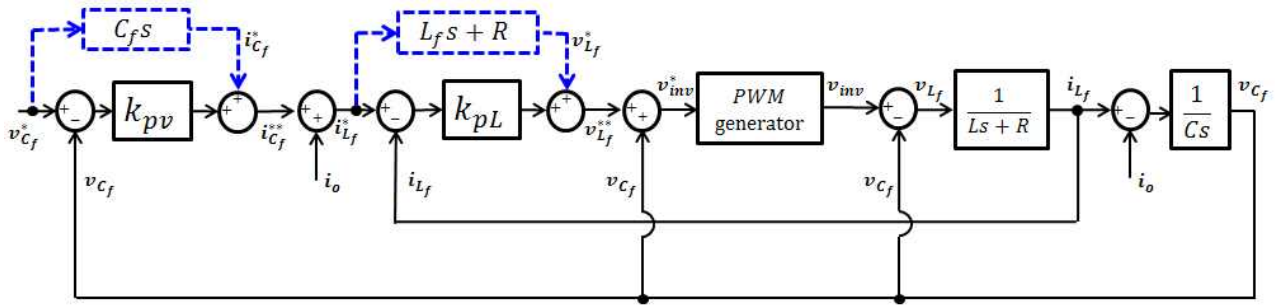 C_f s
i*_{C_f}
L_f s + R
v*_{L_f}
v*_{C_f}
+
−
k_{pv}
+
+
i**_{C_f}
+
+
i*_{L_f}
+
−
k_{pL}
+
+
v**_{L_f}
+
+
v*_{inv}
PWM
generator
v_{inv}
+
−
v_{L_f}
1
Ls + R
i_{L_f}
+
−
1
Cs
v_{C_f}
v_{C_f}
i_o
i_{L_f}
v_{C_f}
v_{C_f}
i_o